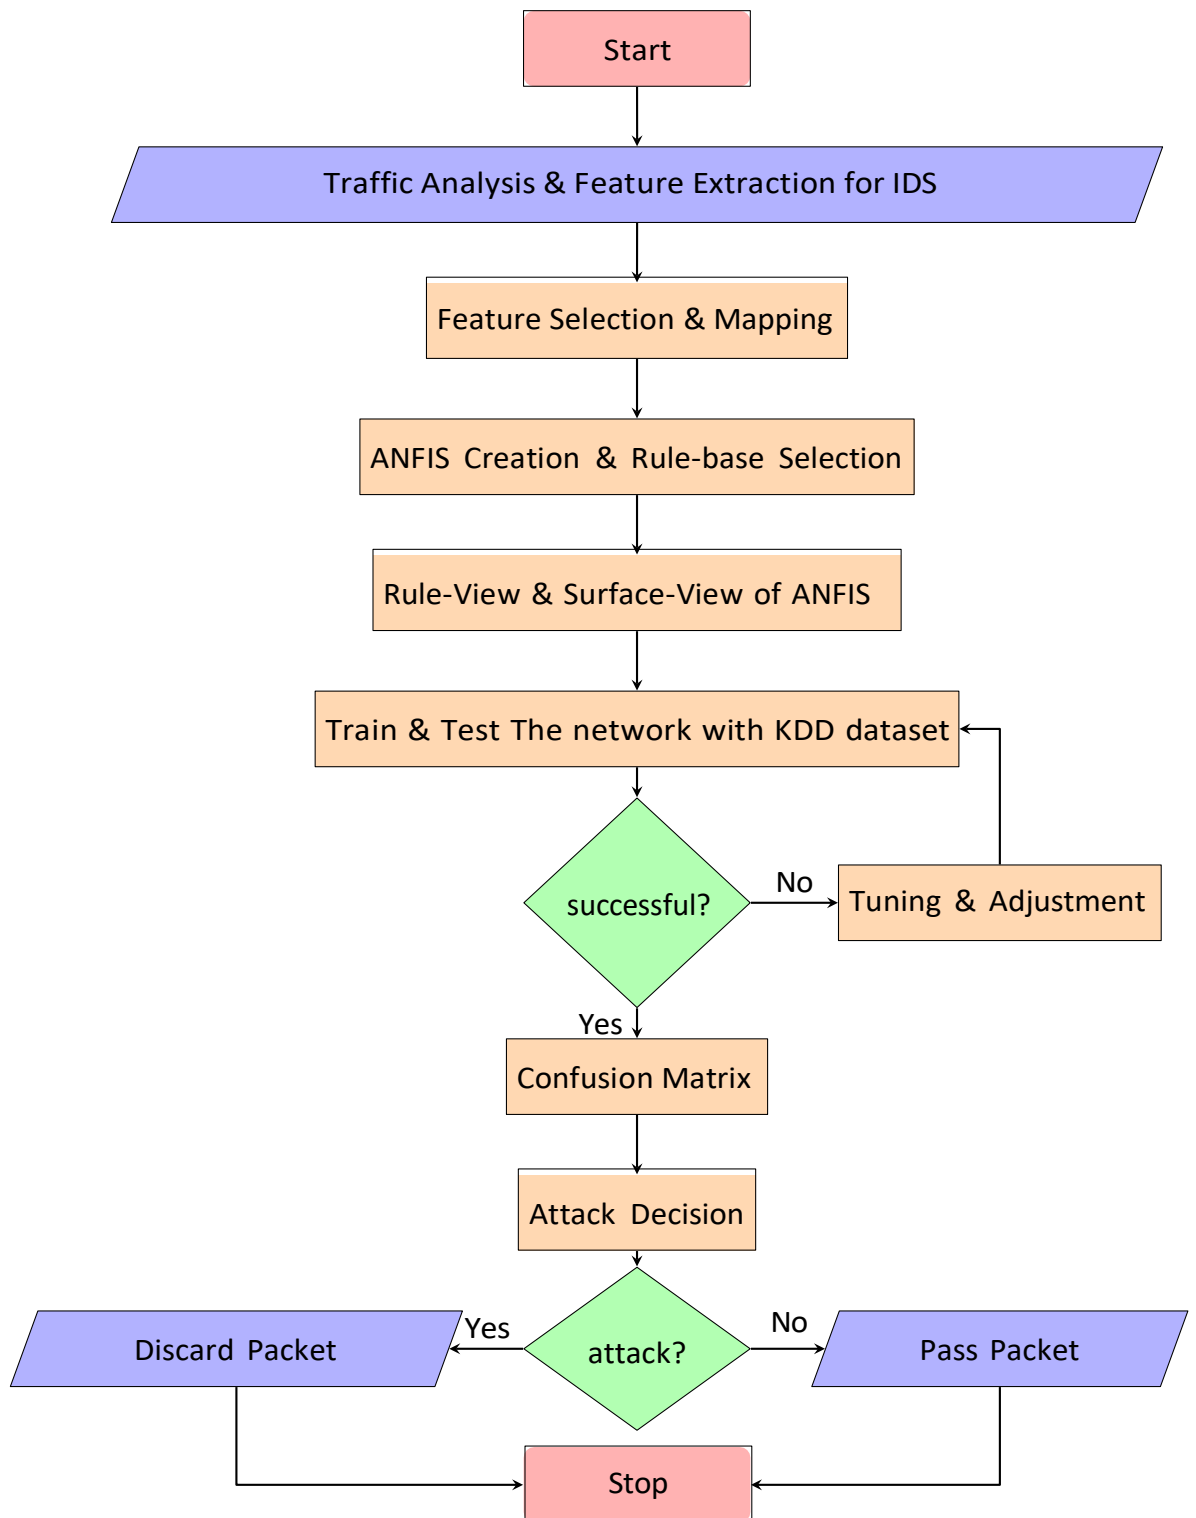 Start
Traffic Analysis & Feature Extraction for IDS
Feature Selection & Mapping
ANFIS Creation & Rule-base Selection
Rule-View & Surface-View of ANFIS
Train & Test The network with KDD dataset
successful?
No
Tuning & Adjustment
Yes
Confusion Matrix
Attack Decision
Discard Packet
Yes
attack?
No
Pass Packet
Stop